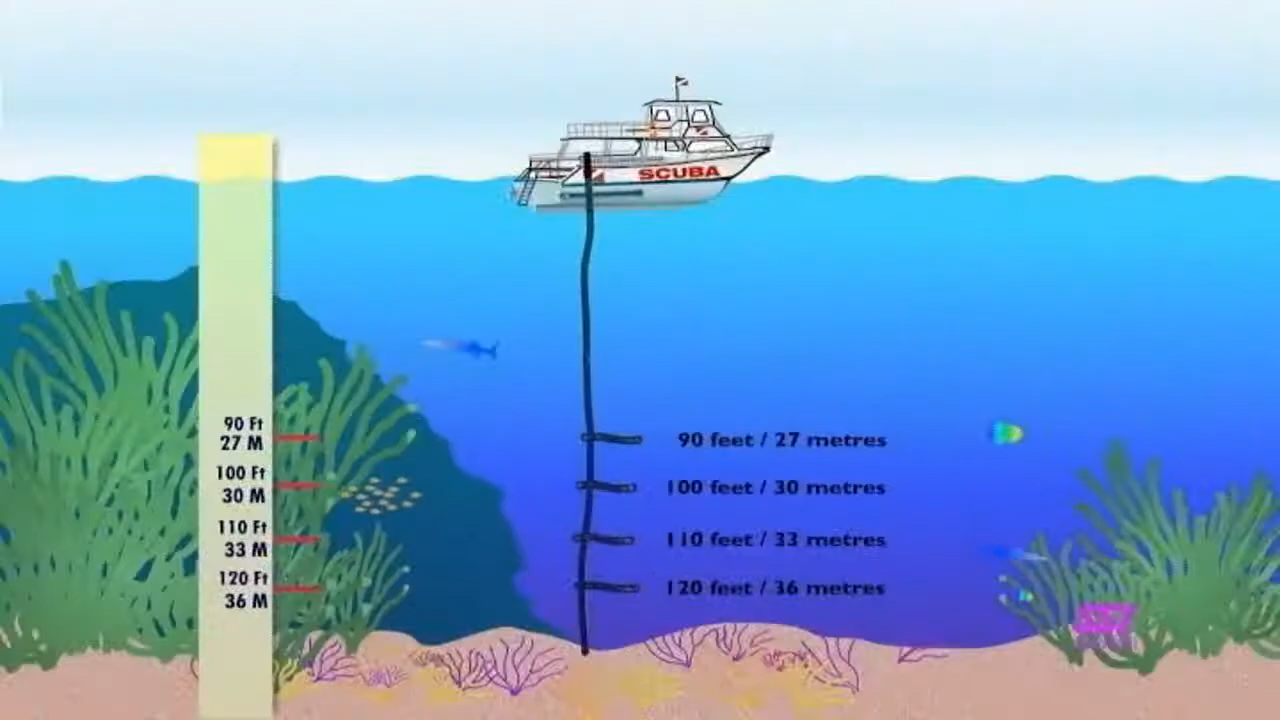 SCUBA
90 Ft
27 M
90 feet / 27 metres
100 Ft
30 M
100 feet / 30 metres
110 Ft
33 M
110 feet / 33 metres
120 Ft
36 M
120 feet / 36 metres